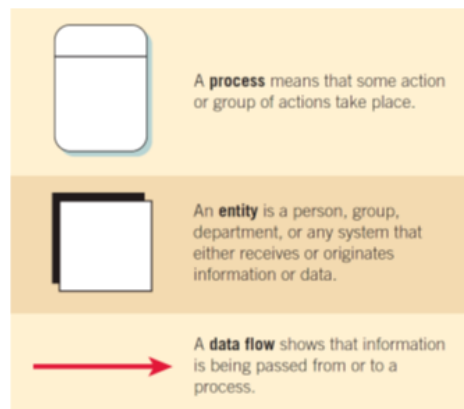 A process means that some action
or group of actions take place.
An entity is a person, group,
department, or any system that
either receives or originates
information or data.
A data flow shows that information
is being passed from or to a
process.